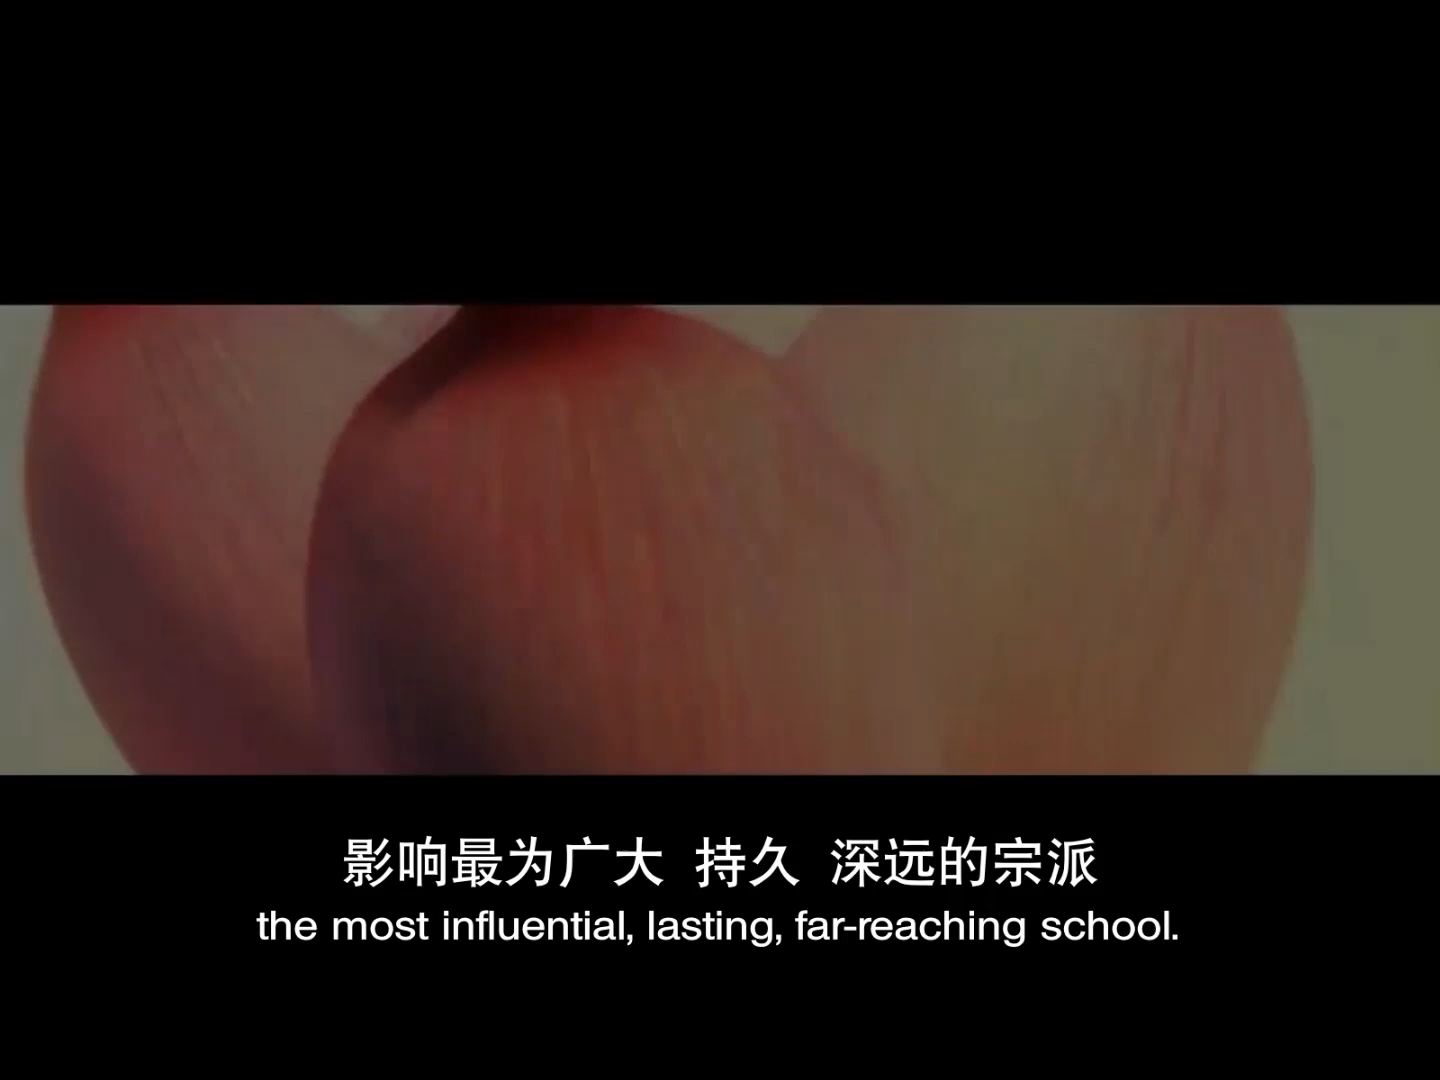 影响最为广大 持久 深远的宗派
the most influential, lasting, far-reaching school.